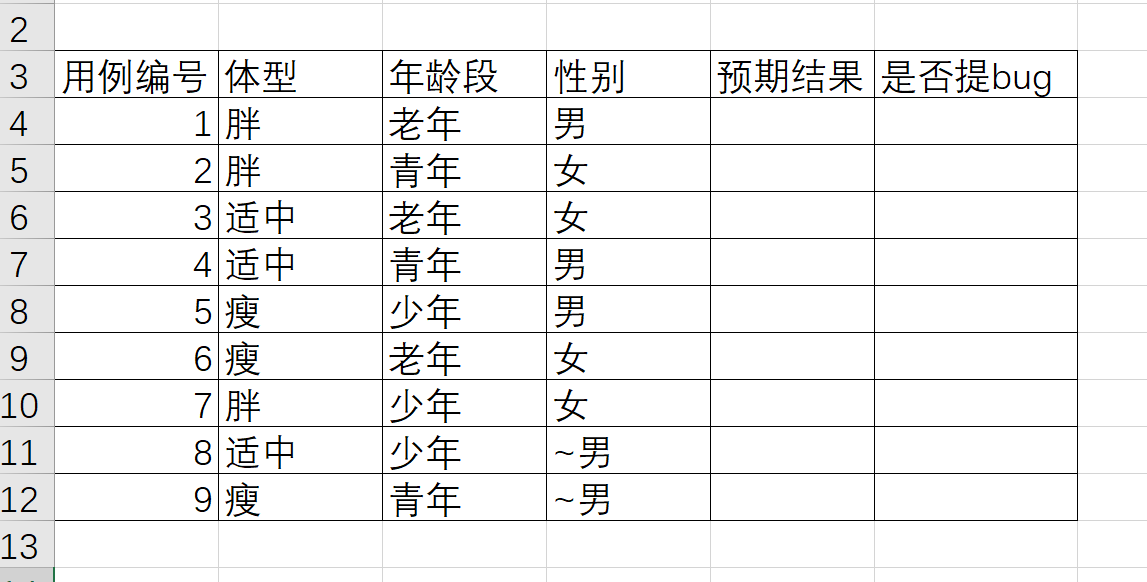 2
3 用例编号 体型 年龄段 性别 预期结果 是否提bug
4 1 胖 老年 男
5 2 胖 青年 女
6 3 适中 老年 女
7 4 适中 青年 男
8 5 瘦 少年 男
9 6 瘦 老年 女
10 7 胖 少年 女
11 8 适中 少年 ~男
12 9 瘦 青年 ~男
13